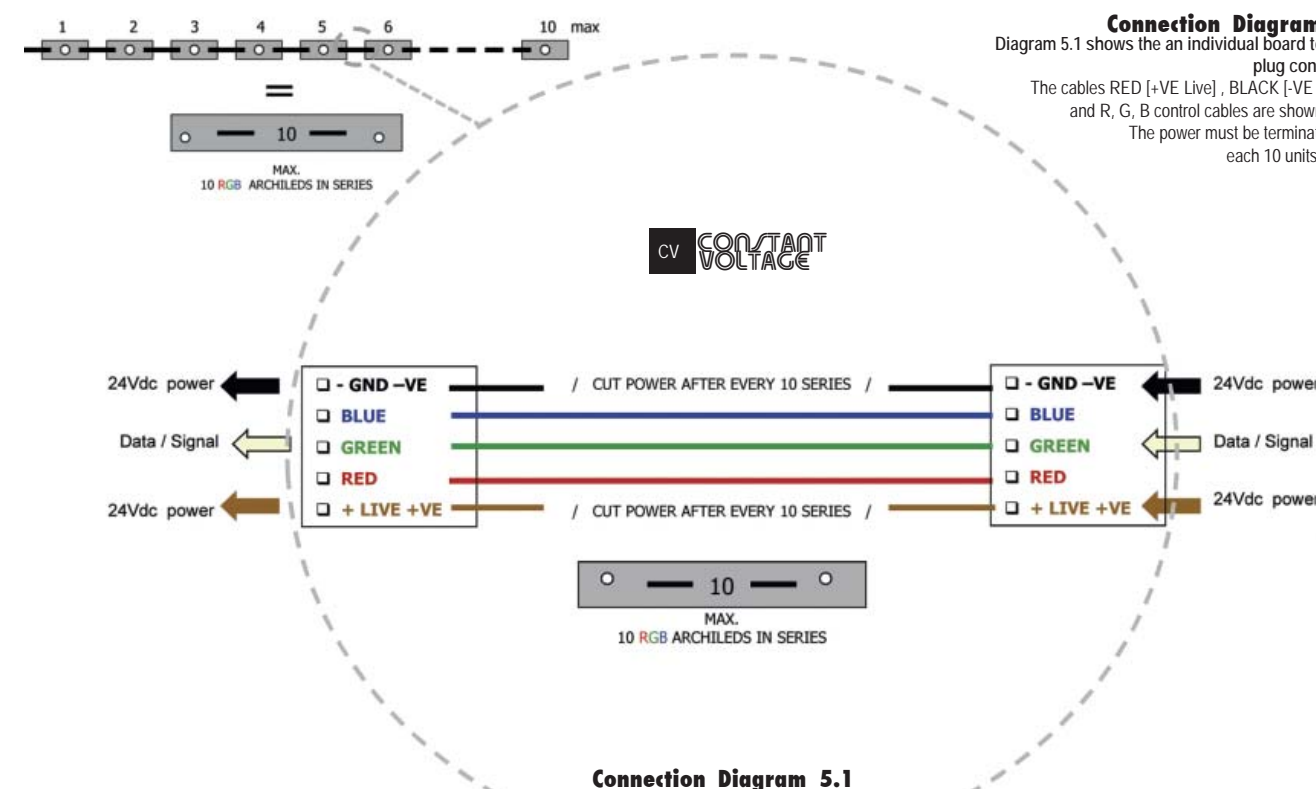 1 2 3 4 5 6 10 max
Connection Diagram
Diagram 5.1 shows the an individual board to
plug con
The cables RED [+VE Live] , BLACK [-VE
and R, G, B control cables are show
The power must be terminat
each 10 units
=
10
MAX.
10 RGB ARCHILEDS IN SERIES
CV CONSTANT
VOLTAGE
24Vdc power
- GND –VE
/ CUT POWER AFTER EVERY 10 SERIES /
- GND –VE
24Vdc power
BLUE
BLUE
Data / Signal
GREEN
GREEN
Data / Signal
RED
RED
24Vdc power
+ LIVE +VE
/ CUT POWER AFTER EVERY 10 SERIES /
+ LIVE +VE
24Vdc power
10
MAX.
10 RGB ARCHILEDS IN SERIES
Connection Diagram 5.1